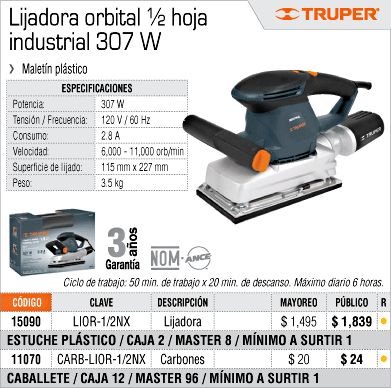 Lijadora orbital ½ hoja
industrial 307 W
TRUPER®
Maletín plástico
ESPECIFICACIONES
Potencia: 307 W
Tensión / Frecuencia: 120 V / 60 Hz
Consumo: 2.8 A
Velocidad: 6,000 - 11,000 orb/min
Superficie de lijado: 115 mm x 227 mm
Peso: 3.5 kg
TRUPER
TRUPER
3 años
Garantía
NOM-ANCE
Ciclo de trabajo: 50 min. de trabajo x 20 min. de descanso. Máximo diario 6 horas.
CÓDIGO CLAVE DESCRIPCIÓN MAYOREO PÚBLICO R
15090 LIOR-1/2NX Lijadora $ 1,495 $ 1,839
ESTUCHE PLÁSTICO / CAJA 2 / MASTER 8 / MÍNIMO A SURTIR 1
11070 CARB-LIOR-1/2NX Carbones $ 20 $ 24
CABALLETE / CAJA 12 / MASTER 96 / MÍNIMO A SURTIR 1